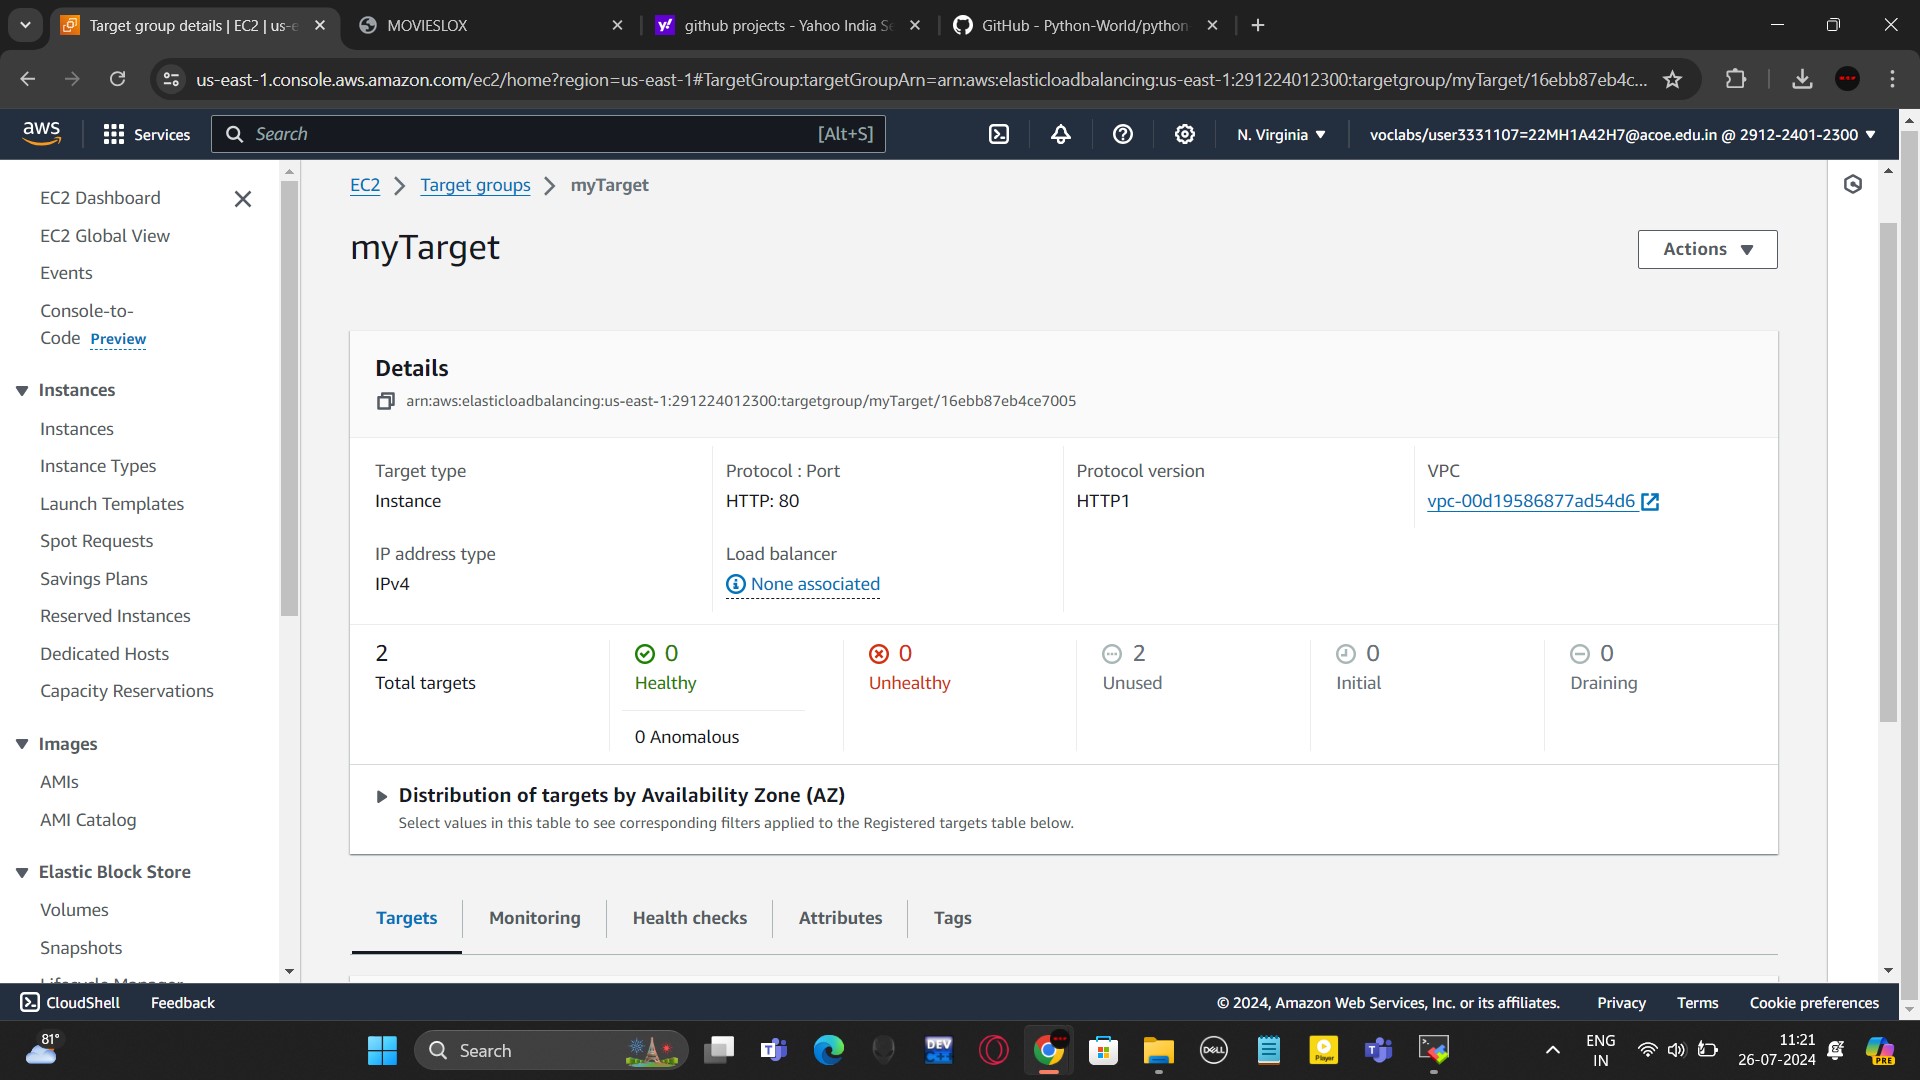 Target group details | EC2 | us-e
MOVIESLOX
github projects - Yahoo India Se
GitHub - Python-World/python
us-east-1.console.aws.amazon.com/ec2/home?region=us-east-1#TargetGroup:targetGroupArn=arn:aws:elasticloadbalancing:us-east-1:291224012300:targetgroup/myTarget/16ebb87eb4c...
aws
Services
Search
[Alt+S]
N. Virginia
voclabs/user3331107=22MH1A42H7@acoe.edu.in @ 2912-2401-2300
EC2 Dashboard
EC2 Global View
Events
Console-to-
Code Preview
Instances
Instances
Instance Types
Launch Templates
Spot Requests
Savings Plans
Reserved Instances
Dedicated Hosts
Capacity Reservations
Images
AMIs
AMI Catalog
Elastic Block Store
Volumes
Snapshots
Lifecycle Manager
EC2 > Target groups > myTarget
myTarget
Actions
Details
arn:aws:elasticloadbalancing:us-east-1:291224012300:targetgroup/myTarget/16ebb87eb4ce7005
Target type
Instance
Protocol : Port
HTTP: 80
Protocol version
HTTP1
VPC
vpc-00d19586877ad54d6
IP address type
IPv4
Load balancer
None associated
2
Total targets
0
Healthy
0 Anomalous
0
Unhealthy
2
Unused
0
Initial
0
Draining
Distribution of targets by Availability Zone (AZ)
Select values in this table to see corresponding filters applied to the Registered targets table below.
Targets
Monitoring
Health checks
Attributes
Tags
CloudShell
Feedback
© 2024, Amazon Web Services, Inc. or its affiliates.
Privacy
Terms
Cookie preferences
81°
Search
DEV
C++
DELL
Player
ENG
IN
11:21
26-07-2024
PRE